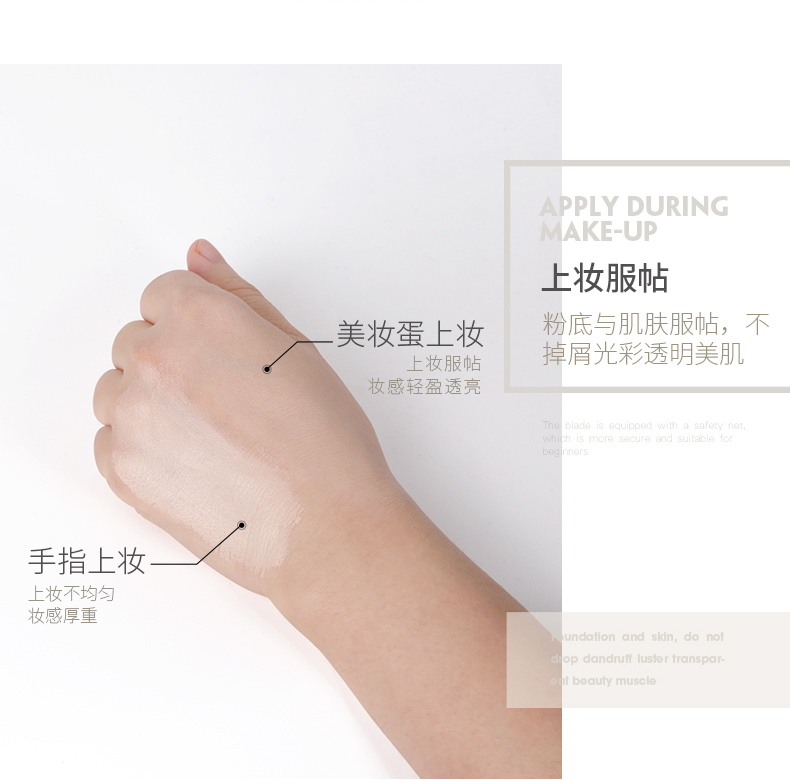 APPLY DURING
MAKE-UP
上妆服帖
粉底与肌肤服帖，不
掉屑光彩透明美肌
美妆蛋上妆
上妆服帖
妆感轻盈透亮
The blade is equipped with a safety net,
which is more secure and suitable for
beginners
手指上妆
上妆不均匀
妆感厚重
Foundation and skin, do not
drop dandruff luster transpar-
ent beauty muscle